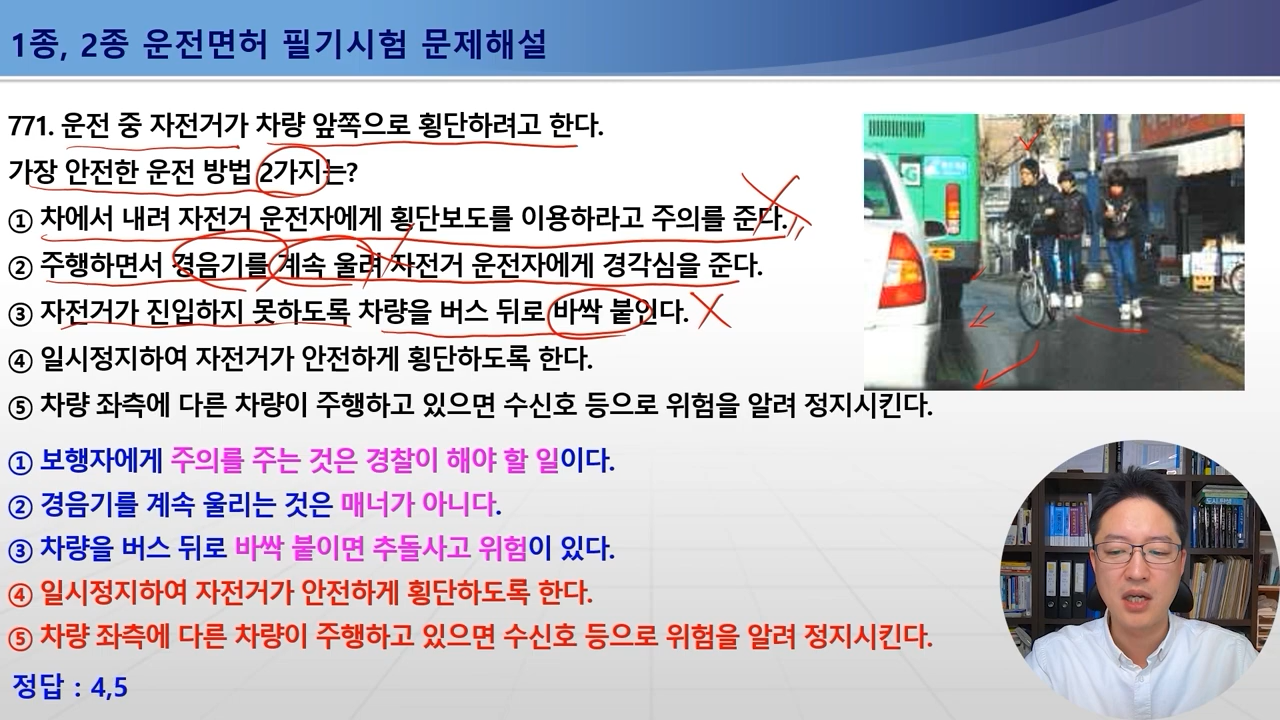 1종, 2종 운전면허 필기시험 문제해설
771. 운전 중 자전거가 차량 앞쪽으로 횡단하려고 한다.
가장 안전한 운전 방법 2가지는?
① 차에서 내려 자전거 운전자에게 횡단보도를 이용하라고 주의를 준다.
② 주행하면서 경음기를 계속 울려 자전거 운전자에게 경각심을 준다.
③ 자전거가 진입하지 못하도록 차량을 버스 뒤로 바싹 붙인다.
④ 일시정지하여 자전거가 안전하게 횡단하도록 한다.
⑤ 차량 좌측에 다른 차량이 주행하고 있으면 수신호 등으로 위험을 알려 정지시킨다.
① 보행자에게 주의를 주는 것은 경찰이 해야 할 일이다.
② 경음기를 계속 울리는 것은 매너가 아니다.
③ 차량을 버스 뒤로 바싹 붙이면 추돌사고 위험이 있다.
④ 일시정지하여 자전거가 안전하게 횡단하도록 한다.
⑤ 차량 좌측에 다른 차량이 주행하고 있으면 수신호 등으로 위험을 알려 정지시킨다.
정답 : 4,5